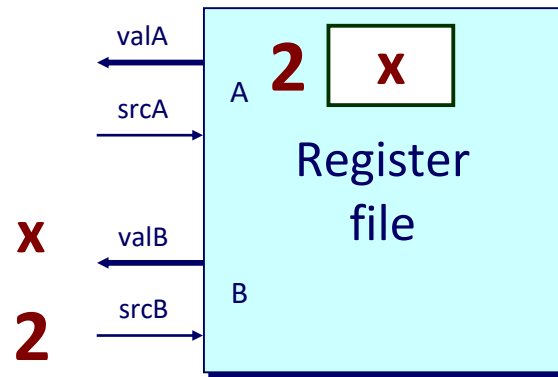 valA
2 x
A
srcA
Register
file
x
valB
B
srcB
2